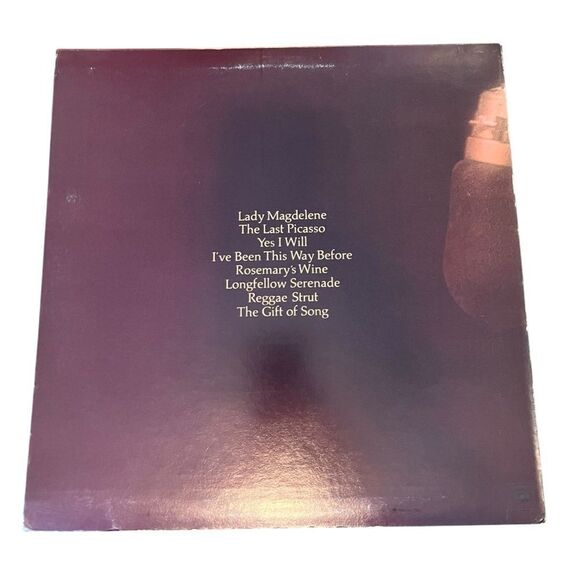 Lady Magdelene
The Last Picasso
Yes I Will
I've Been This Way Before
Rosemary's Wine
Longfellow Serenade
Reggae Strut
The Gift of Song